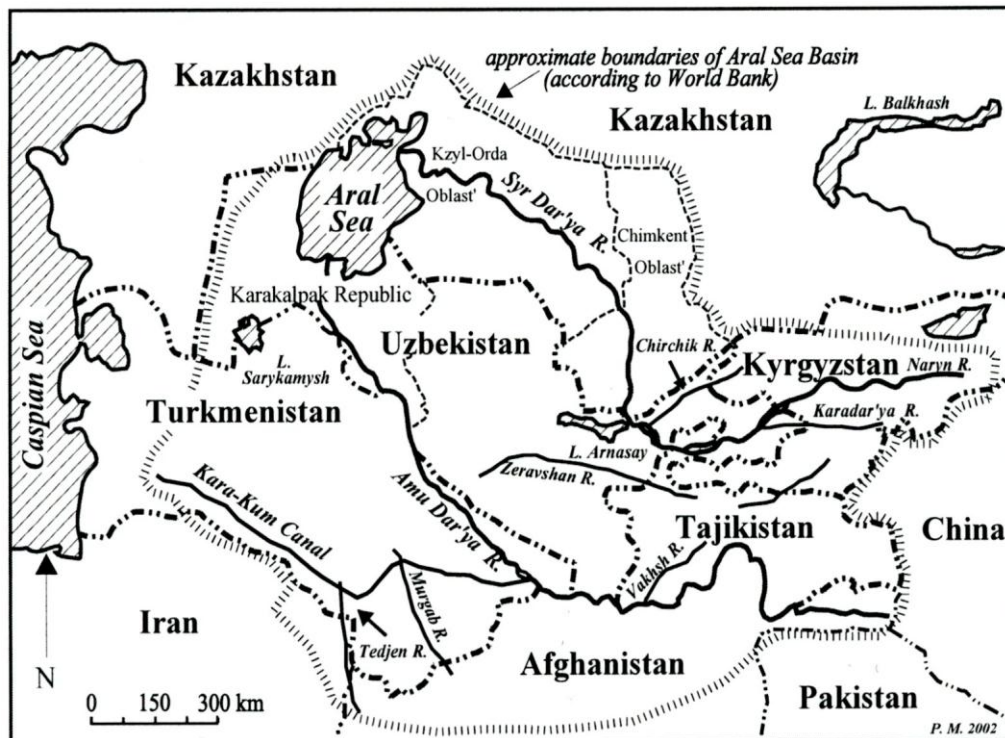 approximate boundaries of Aral Sea Basin
(according to World Bank)
Kazakhstan
Kazakhstan
L. Balkhash
Kzyl-Orda
Oblast'
Aral
Sea
Syr Dar'ya R.
Chimkent
Oblast'
Karakalpak Republic
Uzbekistan
Chirchik R.
Kyrgyzstan
Naryn R.
L.
Sarykamysh
Caspian Sea
Turkmenistan
Karadar'ya R.
L. Arnasay
Zeravshan R.
Kara-Kum Canal
Amu Dar'ya R.
Tajikistan
China
Vakhsh R.
Murgab R.
Iran
Tedjen R.
Afghanistan
Pakistan
N
0 150 300 km
P. M. 2002